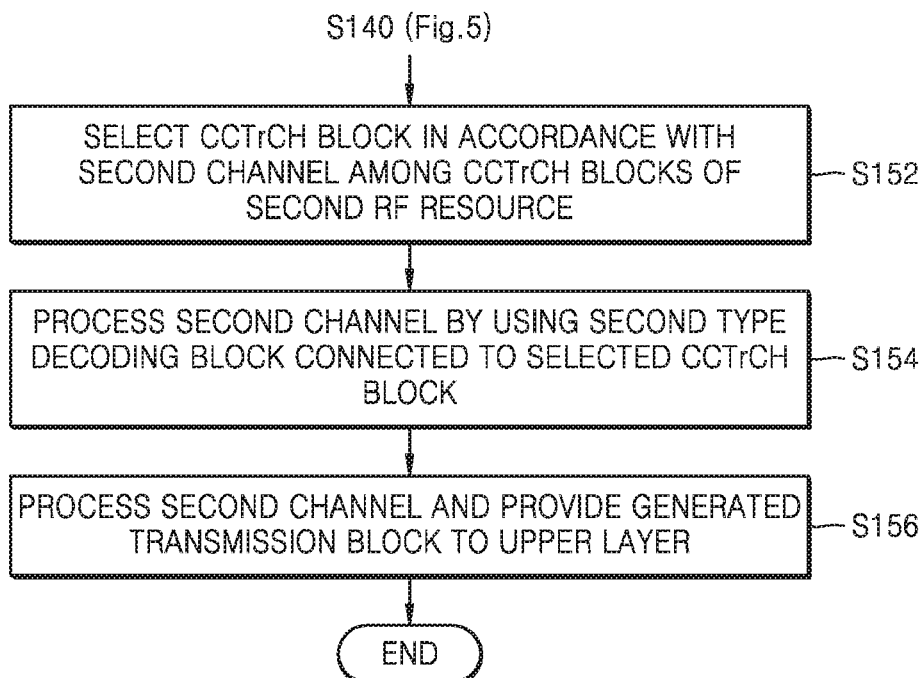 S140 (Fig.5)
SELECT CCTrCH BLOCK IN ACCORDANCE WITH
SECOND CHANNEL AMONG CCTrCH BLOCKS OF
SECOND RF RESOURCE
S152
PROCESS SECOND CHANNEL BY USING SECOND TYPE
DECODING BLOCK CONNECTED TO SELECTED CCTrCH
BLOCK
S154
PROCESS SECOND CHANNEL AND PROVIDE GENERATED
TRANSMISSION BLOCK TO UPPER LAYER
S156
END